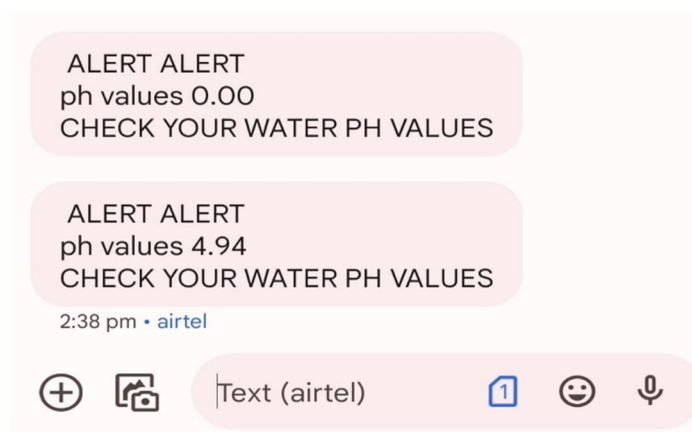 ALERT ALERT
ph values 0.00
CHECK YOUR WATER PH VALUES
ALERT ALERT
ph values 4.94
CHECK YOUR WATER PH VALUES
2:38 pm • airtel
Text (airtel)
1